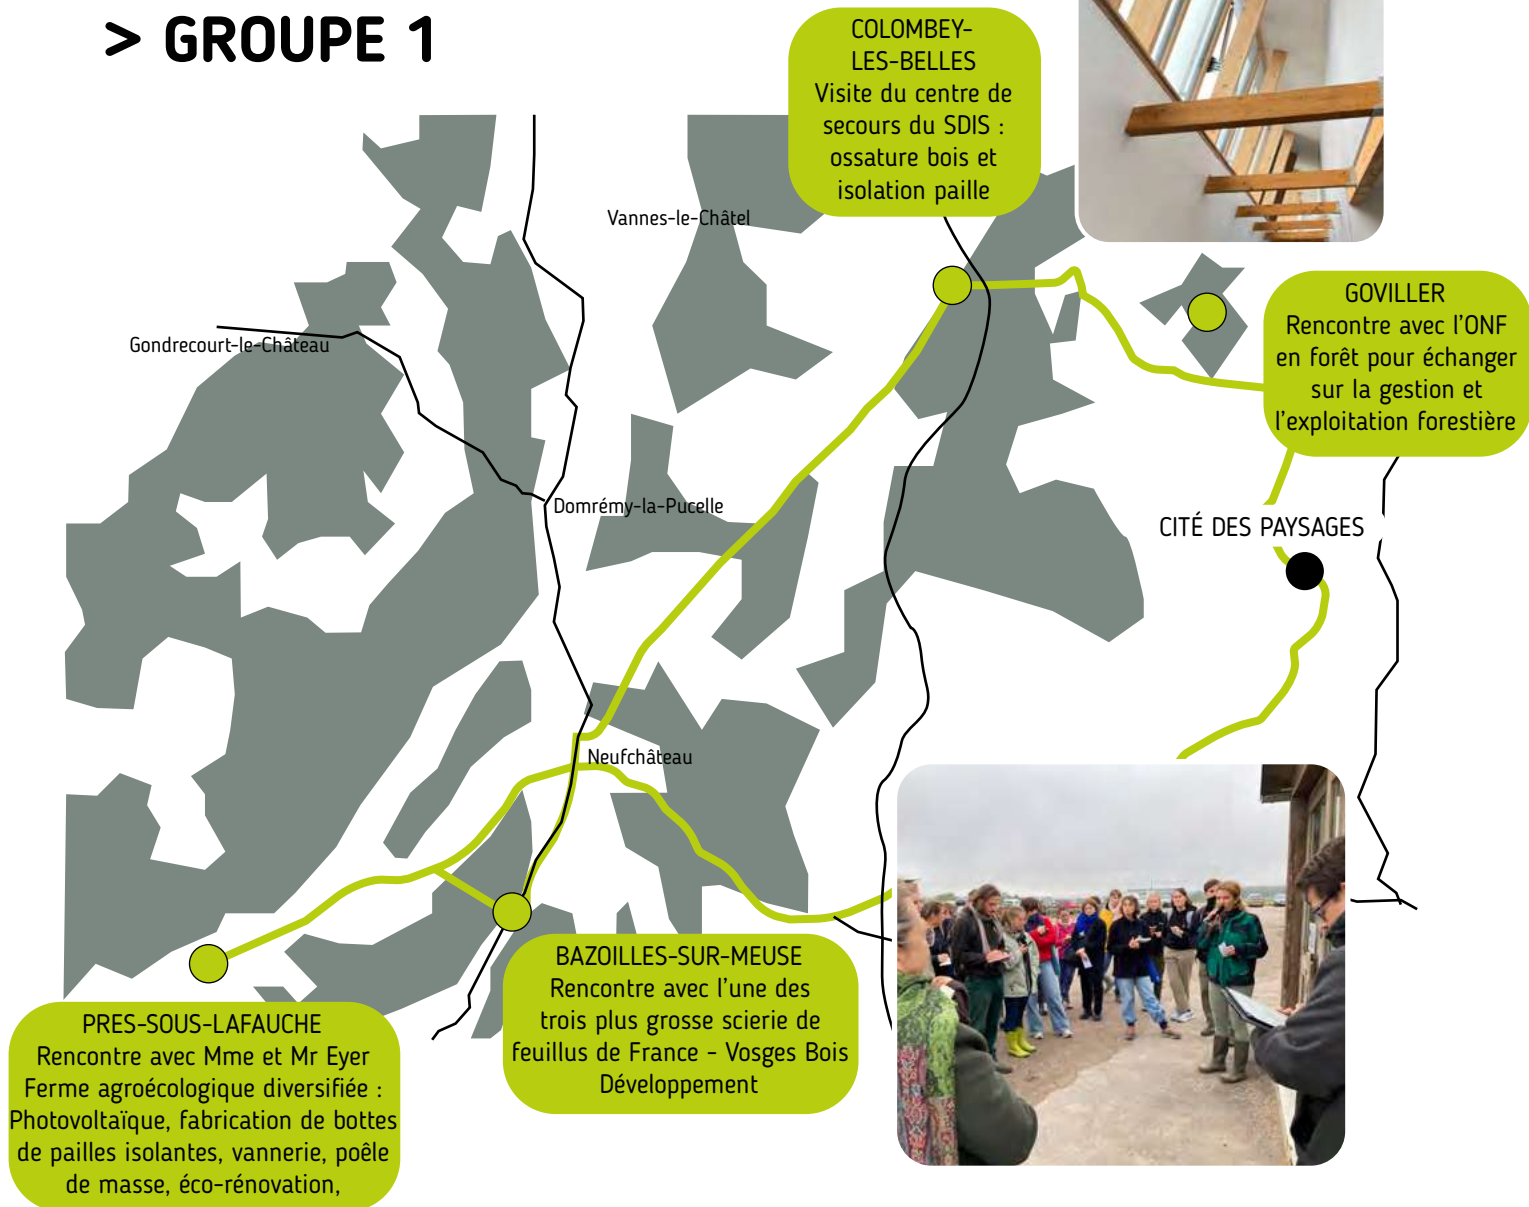 > GROUPE 1
COLOMBEY-
LES-BELLES
Visite du centre de
secours du SDIS :
ossature bois et
isolation paille
Vannes-le-Châtel
GOVILLER
Rencontre avec l'ONF
en forêt pour échanger
sur la gestion et
l'exploitation forestière
Gondrecourt-le-Château
Domrémy-la-Pucelle
CITÉ DES PAYSAGES
Neufchâteau
BAZOILLES-SUR-MEUSE
Rencontre avec l'une des
trois plus grosse scierie de
feuillus de France - Vosges Bois
Développement
PRES-SOUS-LAFAUCHE
Rencontre avec Mme et Mr Eyer
Ferme agroécologique diversifiée :
Photovoltaïque, fabrication de bottes
de pailles isolantes, vannerie, poêle
de masse, éco-rénovation,